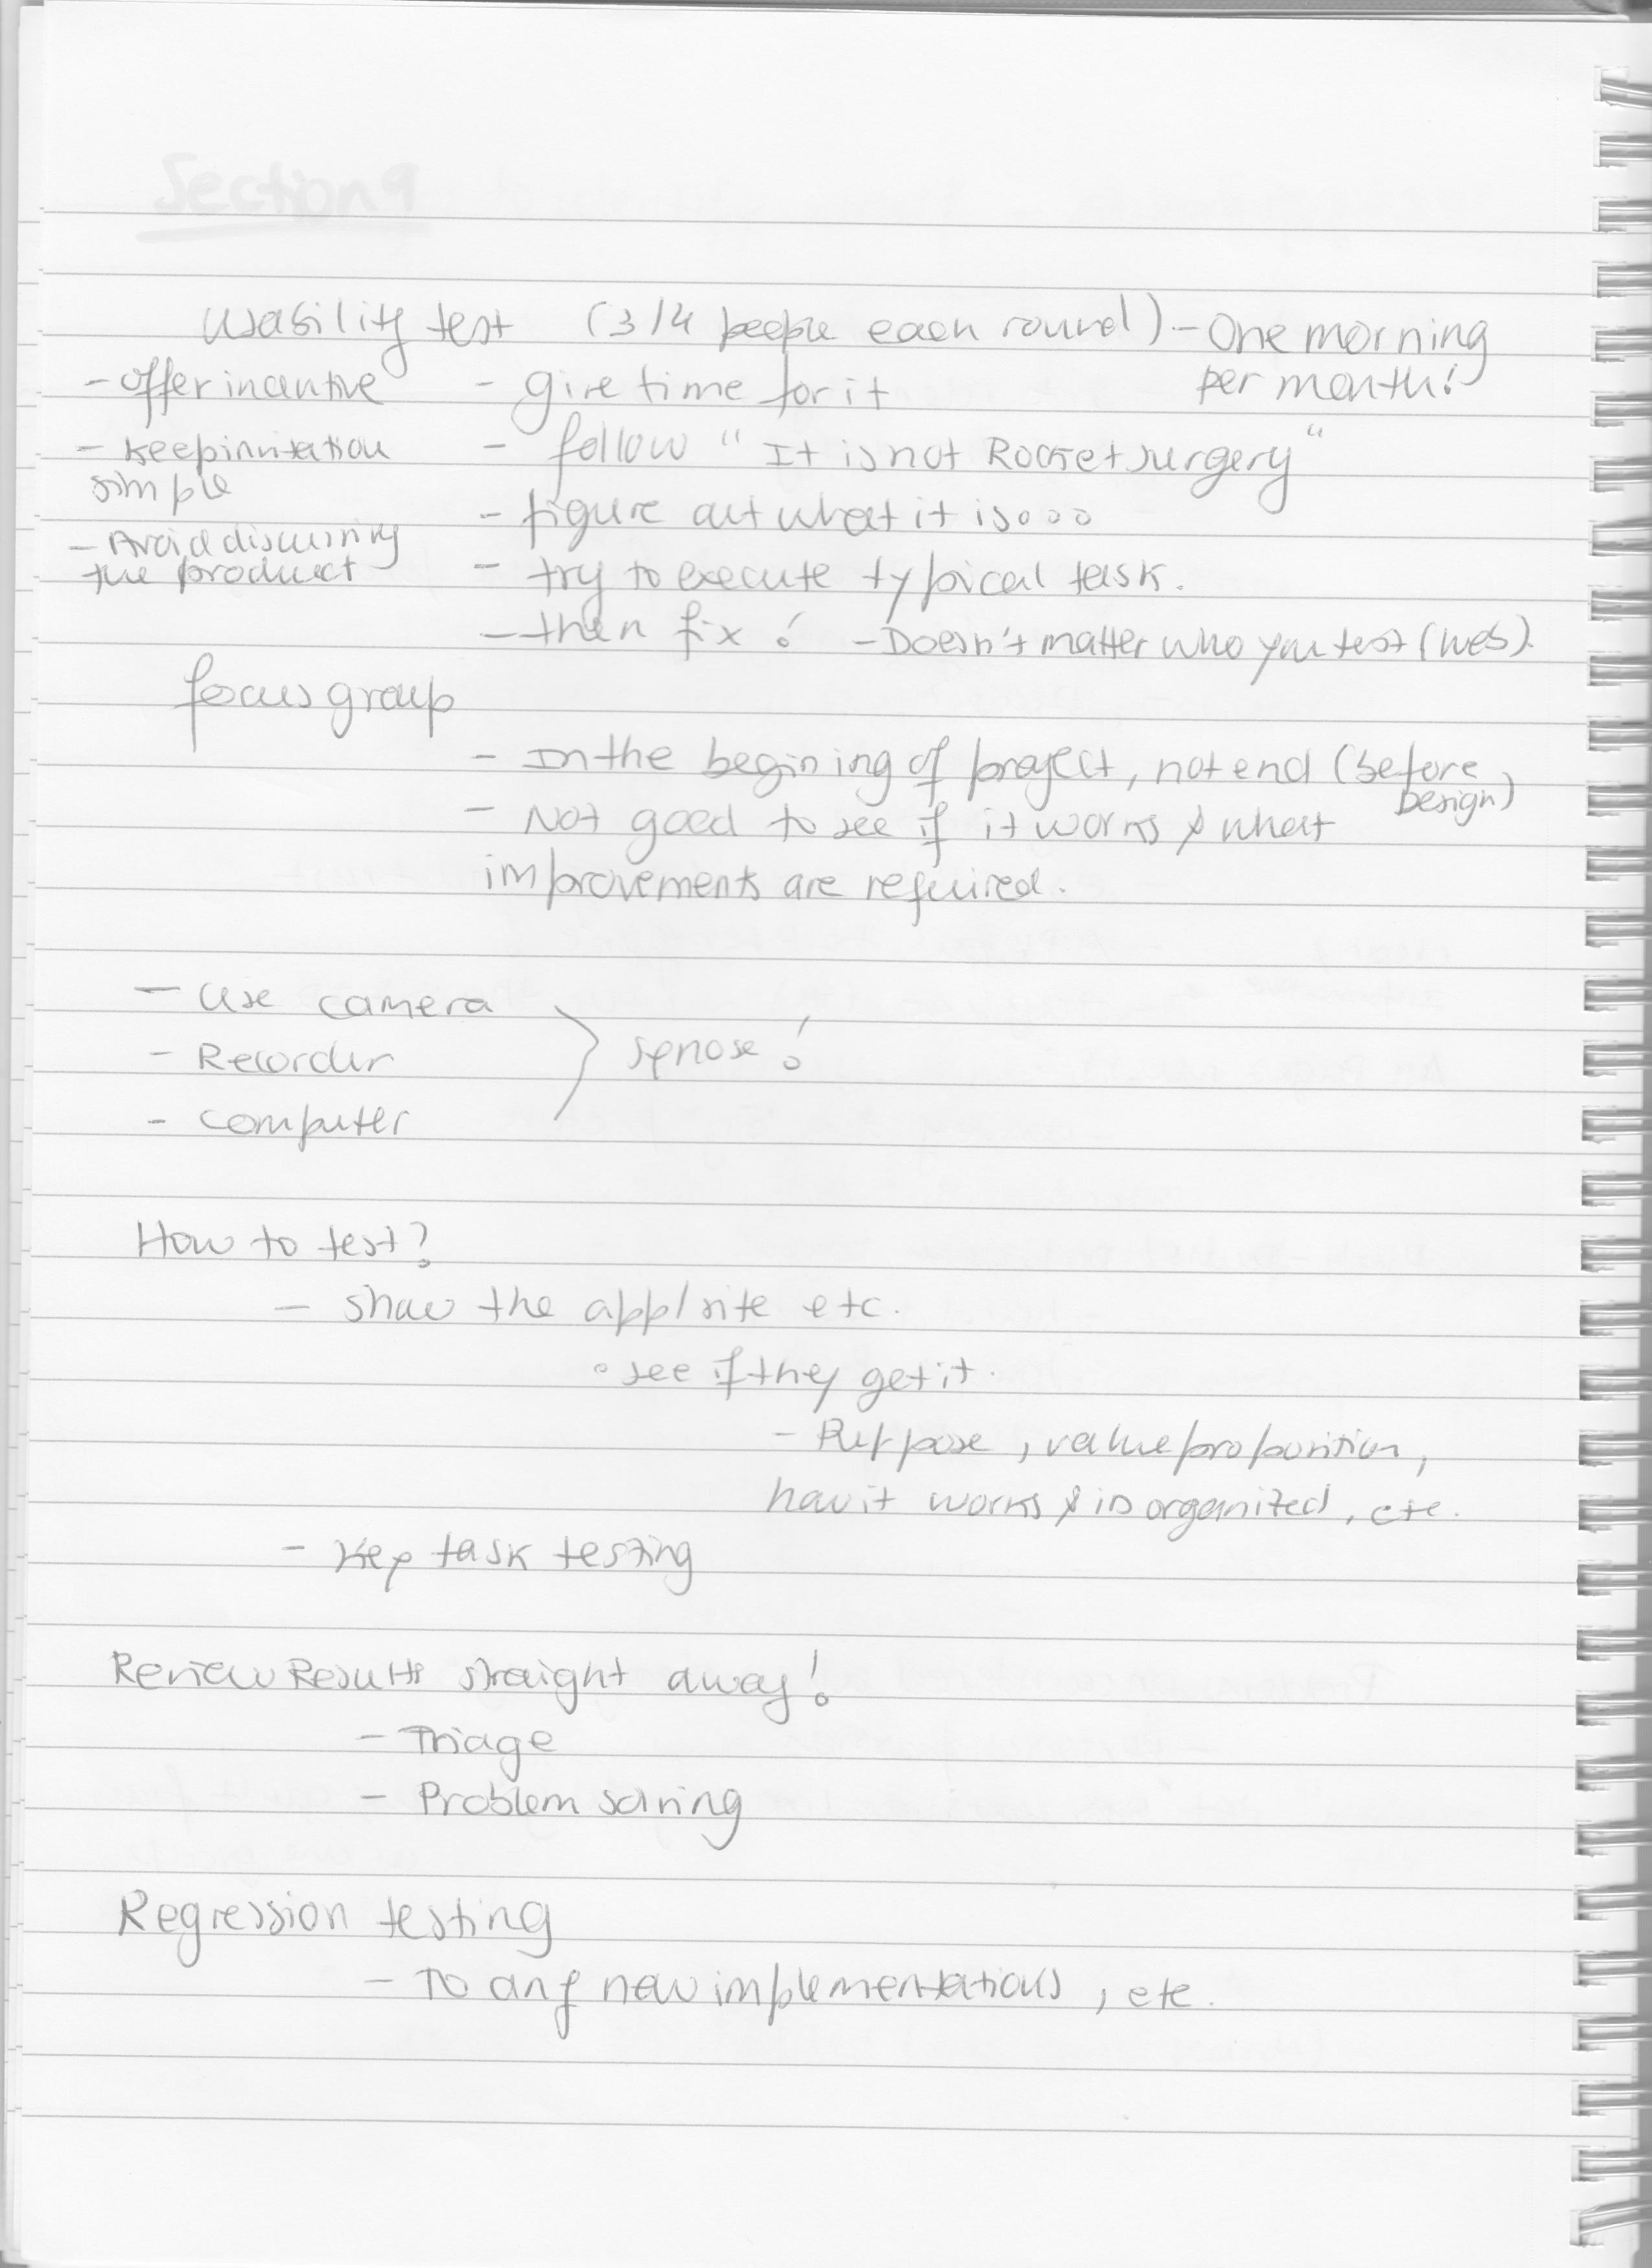 Section 9
Usability test (3/4 people each round) - One morning
per month!
- offer incentive
- keep invitation
simple
- Avoid discussing
the product
- give time for it
- follow "It is not Rocket surgery"
- figure out what it is...
- try to execute typical task.
- then fix! - Doesn't matter who you test (web).
focus group
- In the begining of project, not end (before
Design)
- Not good to see if it works & what
improvements are required.
- Use camera
- Recorder
- computer
!
How to test?
- show the app/site etc.
• see if they get it.
- Purpose, value proposition,
how it works & is organized, etc.
- Key task testing
Review Results straight away!
- Triage
- Problem solving
Regression testing
- To any new implementations, etc.